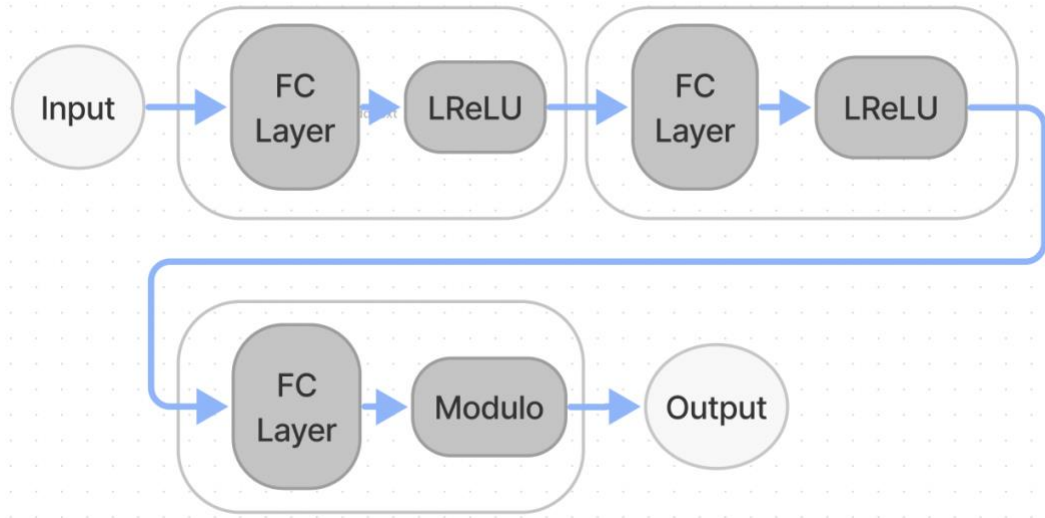 Input
FC
Layer
LReLU
FC
Layer
LReLU
FC
Layer
Modulo
Output